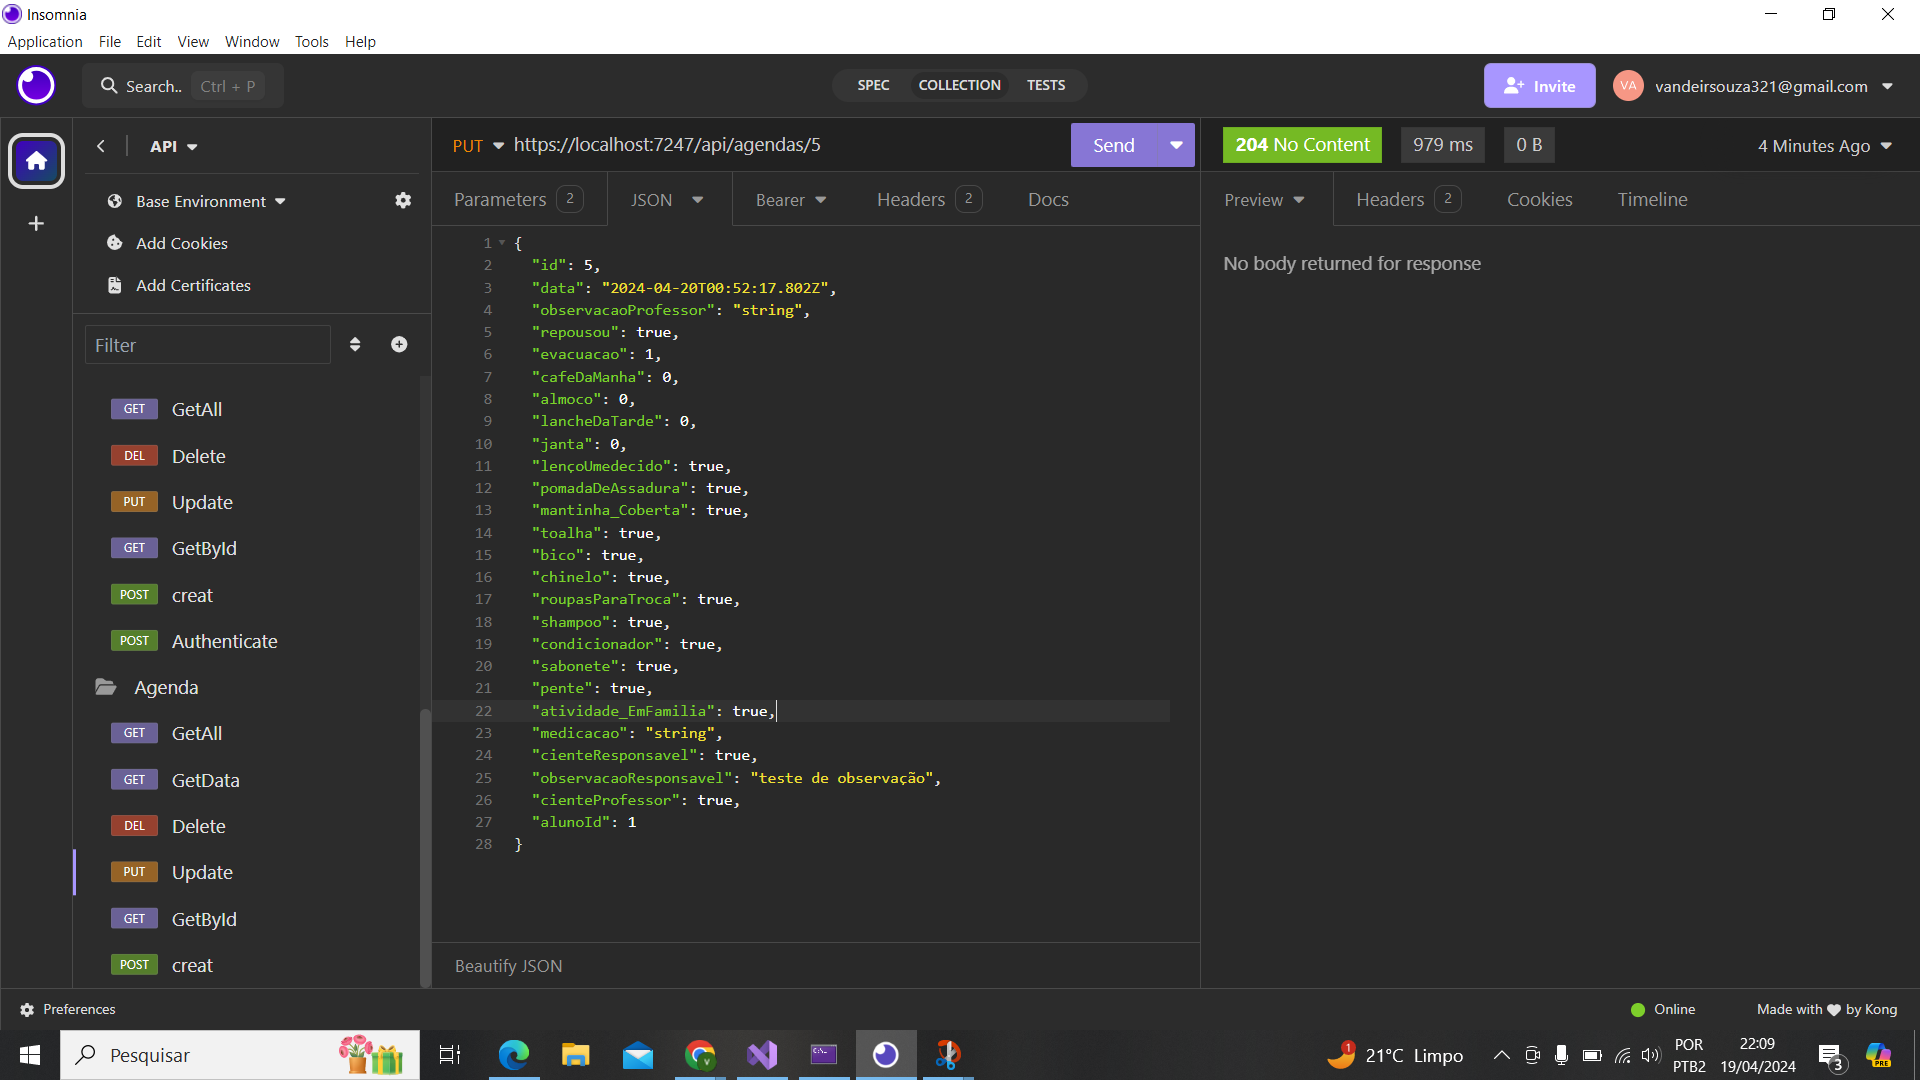 Insomnia
Application File Edit View Window Tools Help
Search.. Ctrl + P
SPEC COLLECTION TESTS
Invite
VA vandeirsouza321@gmail.com
API
Base Environment
Add Cookies
Add Certificates
Filter
GET GetAll
DEL Delete
PUT Update
GET GetById
POST creat
POST Authenticate
Agenda
GET GetAll
GET GetData
DEL Delete
PUT Update
GET GetById
POST creat
PUT https://localhost:7247/api/agendas/5 Send
Parameters 2 JSON Bearer Headers 2 Docs
1 {
2 "id": 5,
3 "data": "2024-04-20T00:52:17.802Z",
4 "observacaoProfessor": "string",
5 "repousou": true,
6 "evacuacao": 1,
7 "cafeDaManha": 0,
8 "almoco": 0,
9 "lancheDaTarde": 0,
10 "janta": 0,
11 "lençoUmedecido": true,
12 "pomadaDeAssadura": true,
13 "mantinha_Coberta": true,
14 "toalha": true,
15 "bico": true,
16 "chinelo": true,
17 "roupasParaTroca": true,
18 "shampoo": true,
19 "condicionador": true,
20 "sabonete": true,
21 "pente": true,
22 "atividade_EmFamilia": true,
23 "medicacao": "string",
24 "cienteResponsavel": true,
25 "observacaoResponsavel": "teste de observação",
26 "cienteProfessor": true,
27 "alunoId": 1
28 }
Beautify JSON
204 No Content 979 ms 0 B 4 Minutes Ago
Preview Headers 2 Cookies Timeline
No body returned for response
Preferences
Online Made with by Kong
Pesquisar
1
21°C Limpo
POR
PTB2
22:09
19/04/2024
3
PRE